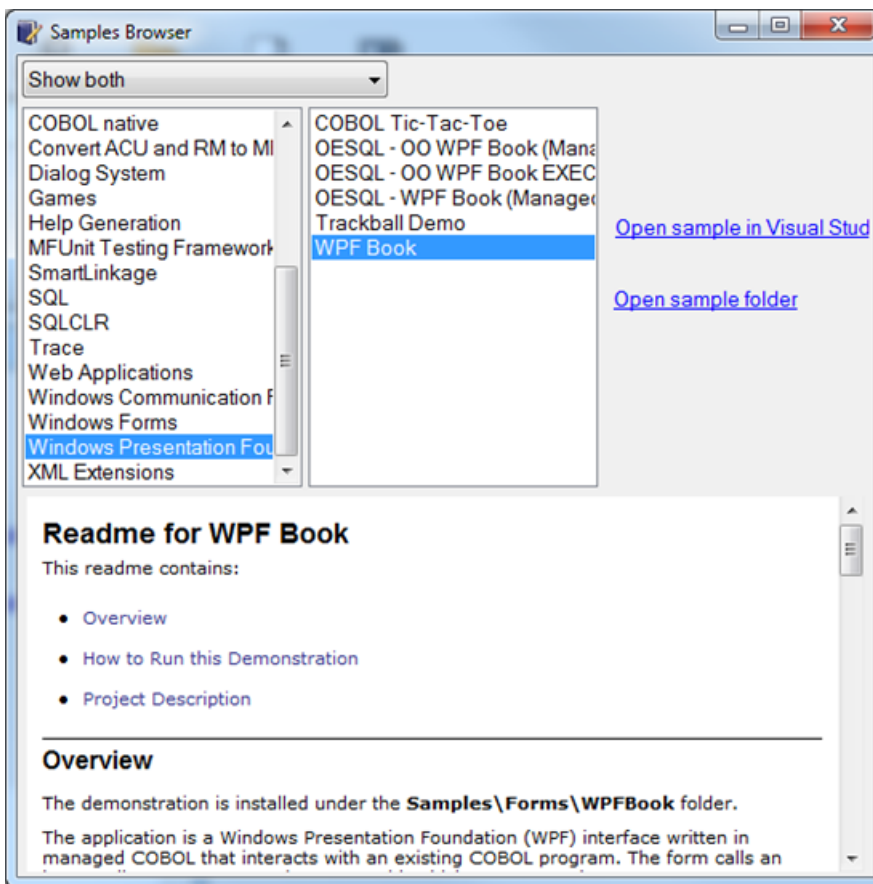 Samples Browser
Show both
COBOL native
Convert ACU and RM to MI
Dialog System
Games
Help Generation
MFUnit Testing Framework
SmartLinkage
SQL
SQLCLR
Trace
Web Applications
Windows Communication F
Windows Forms
Windows Presentation Fou
XML Extensions
COBOL Tic-Tac-Toe
OESQL - OO WPF Book (Mana
OESQL - OO WPF Book EXEC
OESQL - WPF Book (Managed
Trackball Demo
WPF Book
Open sample in Visual Stud
Open sample folder
Readme for WPF Book
This readme contains:
• Overview
• How to Run this Demonstration
• Project Description
Overview
The demonstration is installed under the Samples\Forms\WPFBook folder.
The application is a Windows Presentation Foundation (WPF) interface written in
managed COBOL that interacts with an existing COBOL program. The form calls an